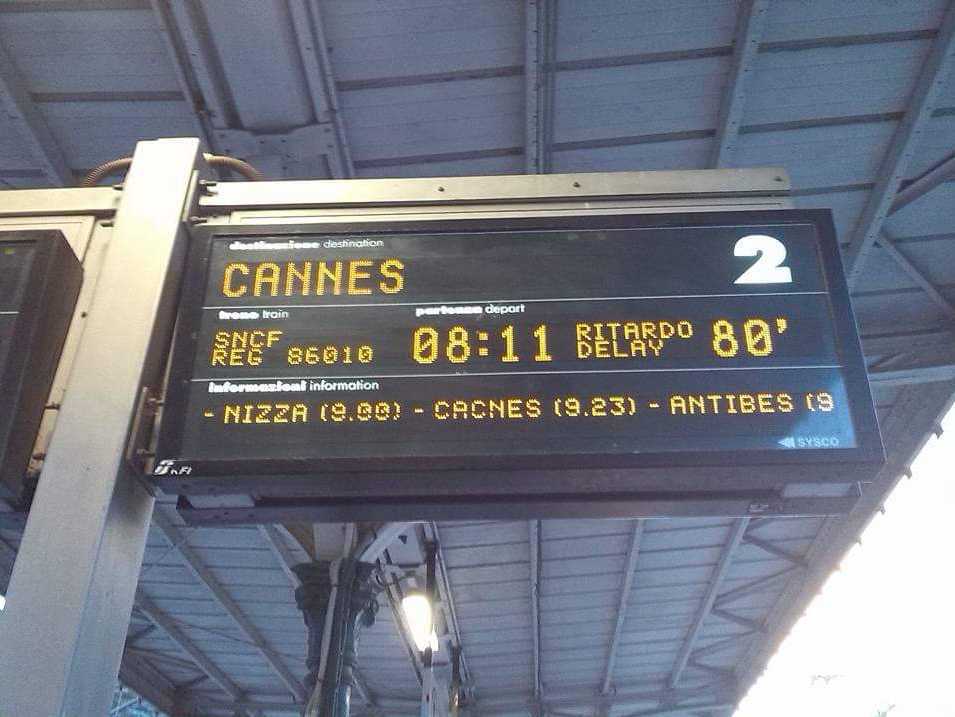 destinazione destination
CANNES
2
treno train
partenza depart
SNCF
REG 86010
08:11
RITARDO
DELAY
80'
informazioni information
- NIZZA (9.00) - CACNES (9.23) - ANTIBES (9
SYSCO
RFI